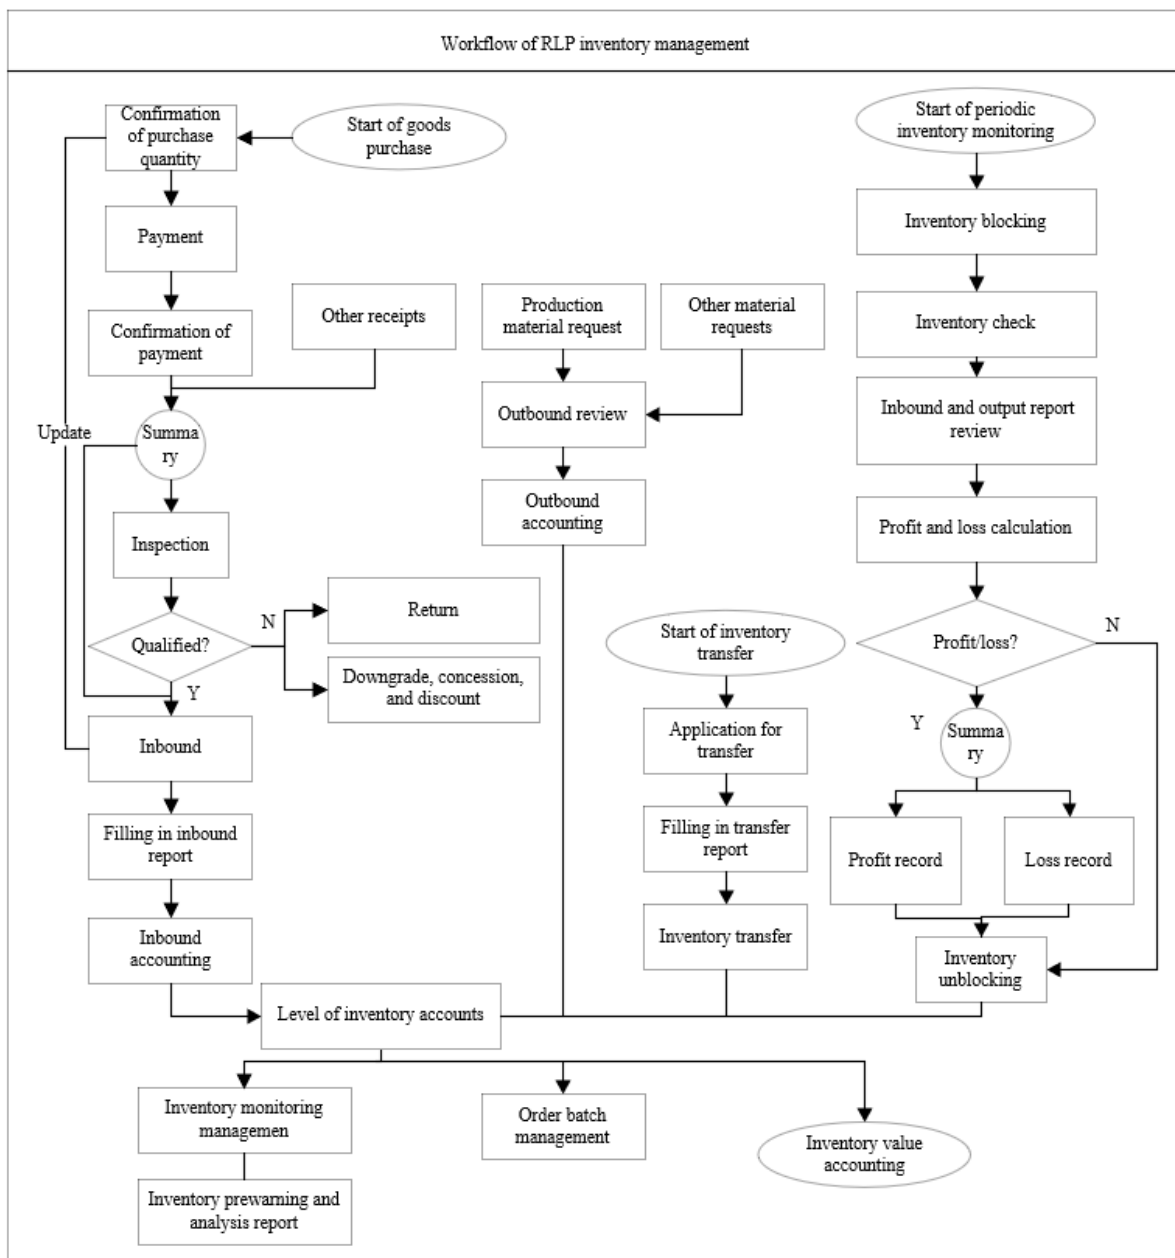 Workflow of RLP inventory management
Confirmation
of purchase
quantity
Start of goods
purchase
Start of periodic
inventory monitoring
Payment
Inventory blocking
Confirmation of
payment
Other receipts
Production
material request
Other material
requests
Inventory check
Update
Summa
ry
Outbound review
Inbound and output report
review
Inspection
Outbound
accounting
Profit and loss calculation
Qualified?
N
Return
Downgrade, concession,
and discount
Y
Start of inventory
transfer
Profit/loss?
N
Inbound
Application for
transfer
Y
Summa
ry
Filling in inbound
report
Filling in transfer
report
Profit record
Loss record
Inbound
accounting
Inventory transfer
Inventory
unblocking
Level of inventory accounts
Inventory monitoring
managemen
Order batch
management
Inventory value
accounting
Inventory prewarning and
analysis report